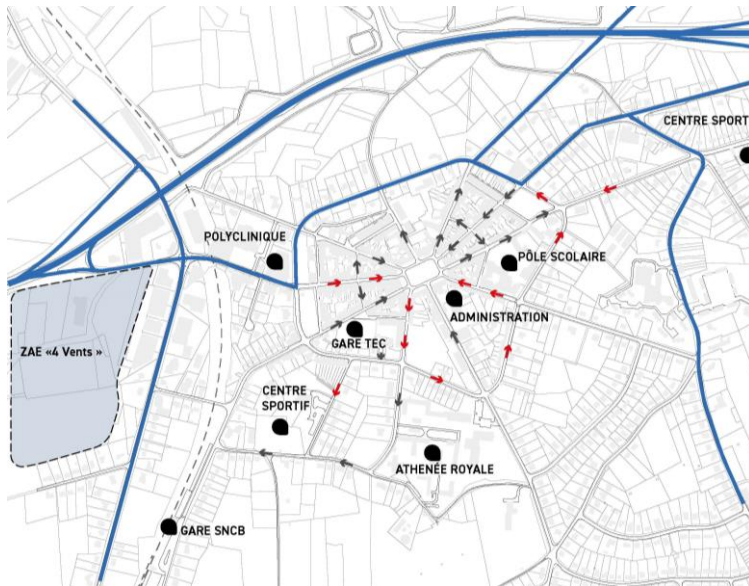 CENTRE SPORT
POLYCLINIQUE
PÔLE SCOLAIRE
ADMINISTRATION
GARE TEC
ZAE «4 Vents »
CENTRE
SPORTIF
ATHENÉE ROYALE
GARE SNCB